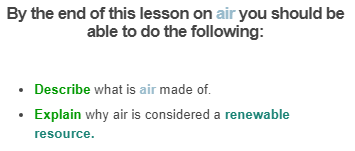 By the end of this lesson on air you should be
able to do the following:
• Describe what is air made of.
• Explain why air is considered a renewable
resource.